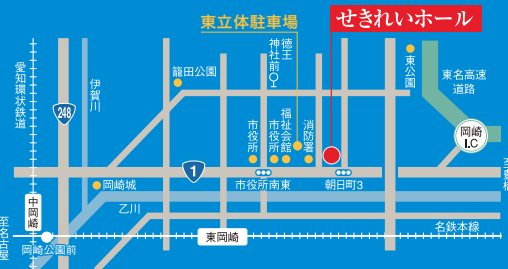 せきれいホール
東立体駐車場
徳王
神社前
籠田公園
東公園
東名高速
道路
愛知環状鉄道
伊賀川
248
岡崎
I.C
市役所
市役所
福祉会館
消防署
至豊橋
1
岡崎城
市役所南東
朝日町3
中岡崎
乙川
名鉄本線
至名古屋
岡崎公園前
東岡崎